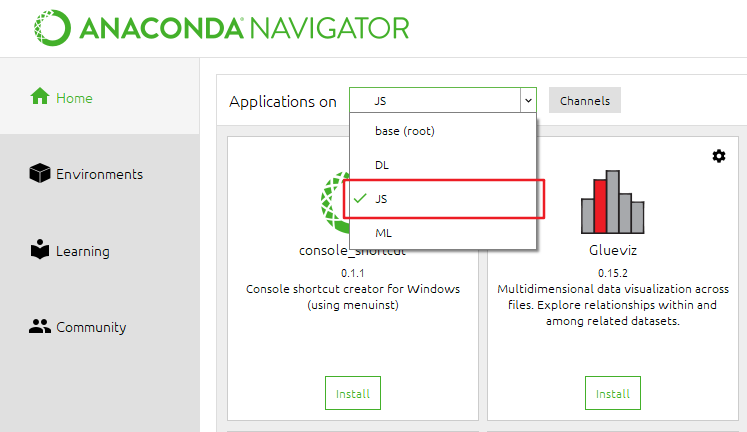 ANACONDA NAVIGATOR
Home
Environments
Learning
Community
Applications on
JS
Channels
base (root)
DL
JS
ML
console_shortcut
0.1.1
Console shortcut creator for Windows
(using menuinst)
Install
Glueviz
0.15.2
Multidimensional data visualization across
files. Explore relationships within and
among related datasets.
Install